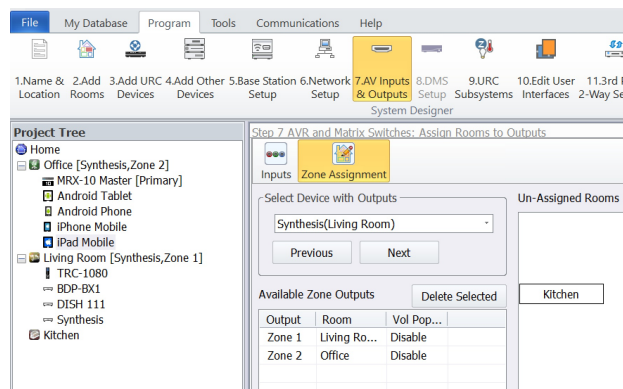 File My Database Program Tools Communications Help
1.Name & 2.Add 3.Add URC 4.Add Other 5.Base Station 6.Network 7.AV Inputs 8.DMS 9.URC 10.Edit User 11.3rd
Location Rooms Devices Devices Setup Setup & Outputs Setup Subsystems Interfaces 2-Way Se
System Designer
Project Tree
Home
Office [Synthesis,Zone 2]
MRX-10 Master [Primary]
Android Tablet
Android Phone
iPhone Mobile
iPad Mobile
Living Room [Synthesis,Zone 1]
TRC-1080
BDP-BX1
DISH 111
Synthesis
Kitchen
Step 7 AVR and Matrix Switches: Assign Rooms to Outputs
Inputs Zone Assignment
Select Device with Outputs
Synthesis(Living Room)
Previous Next
Available Zone Outputs Delete Selected
Output Room Vol Pop...
Zone 1 Living Ro... Disable
Zone 2 Office Disable
Un-Assigned Rooms
Kitchen